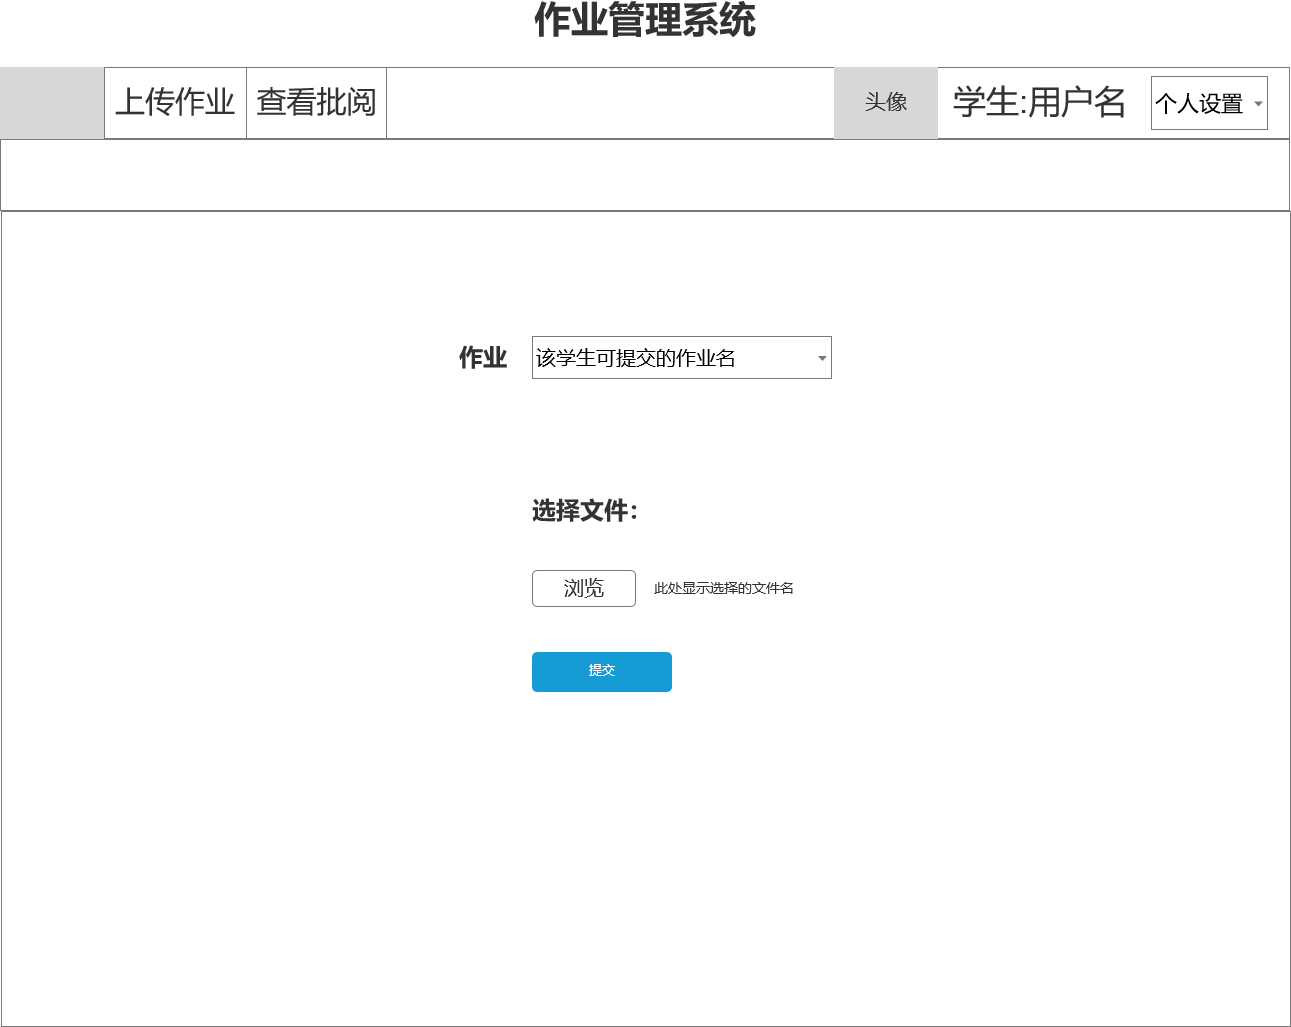 作业管理系统
上传作业 查看批阅 头像 学生:用户名 个人设置
作业 该学生可提交的作业名
选择文件：
浏览 此处显示选择的文件名
提交